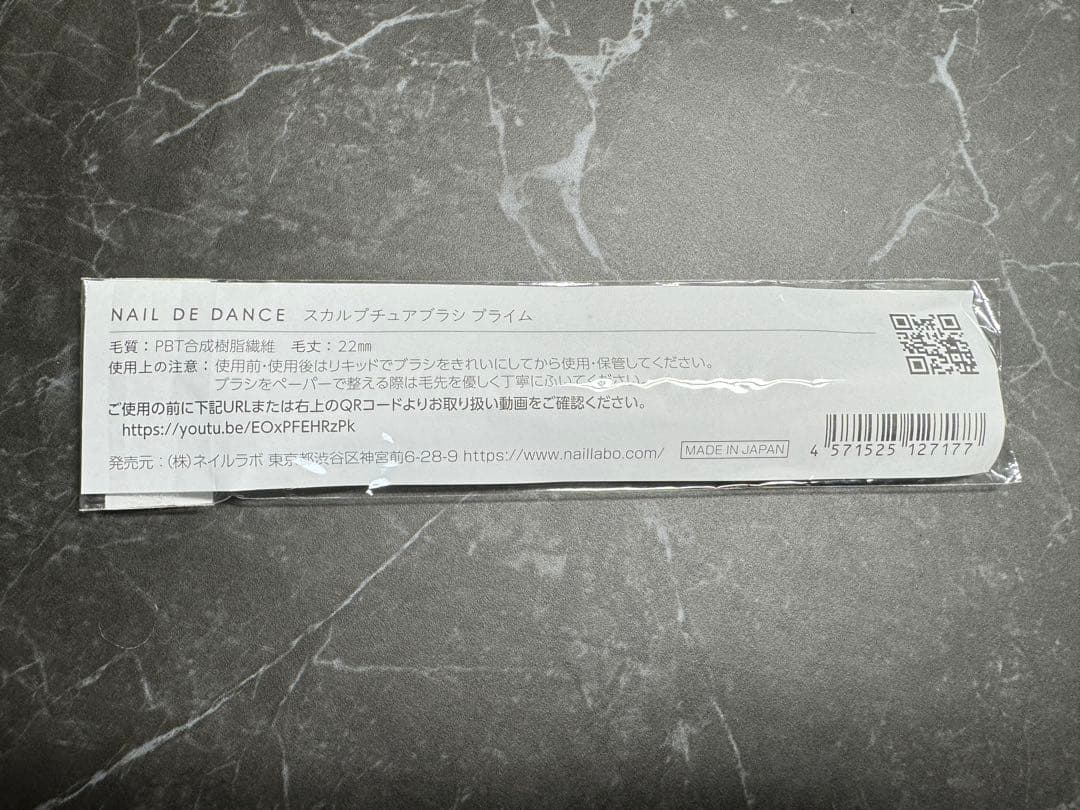 NAIL DE DANCE スカルプチュアブラシ プライム
毛質：PBT合成樹脂繊維 毛丈：22㎜
使用上の注意：使用前・使用後はリキッドでブラシをきれいにしてから使用・保管してください。
ブラシをペーパーで整える際は毛先を優しく丁寧にふいてください。
ご使用の前に下記URLまたは右上のQRコードよりお取り扱い動画をご確認ください。
https://youtu.be/EOxPFEHRzPk
発売元：(株)ネイルラボ 東京都渋谷区神宮前6-28-9 https://www.naillabo.com/
MADE IN JAPAN
4 571525 127177